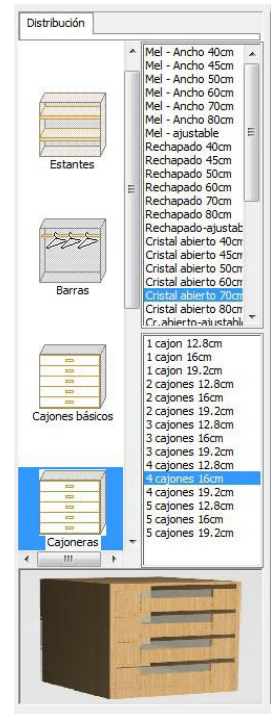 Distribución
Estantes
Barras
Cajones básicos
Cajoneras
Mel - Ancho 40cm
Mel - Ancho 45cm
Mel - Ancho 50cm
Mel - Ancho 60cm
Mel - Ancho 70cm
Mel - Ancho 80cm
Mel - ajustable
Rechapado 40cm
Rechapado 45cm
Rechapado 50cm
Rechapado 60cm
Rechapado 70cm
Rechapado 80cm
Rechapado-ajustab
Cristal abierto 40cm
Cristal abierto 45cm
Cristal abierto 50cm
Cristal abierto 60cm
Cristal abierto 70cm
Cristal abierto 80cm
Cr.abierto-ajustabl
1 cajon 12.8cm
1 cajon 16cm
1 cajon 19.2cm
2 cajones 12.8cm
2 cajones 16cm
2 cajones 19.2cm
3 cajones 12.8cm
3 cajones 16cm
3 cajones 19.2cm
4 cajones 12.8cm
4 cajones 16cm
4 cajones 19.2cm
5 cajones 12.8cm
5 cajones 16cm
5 cajones 19.2cm